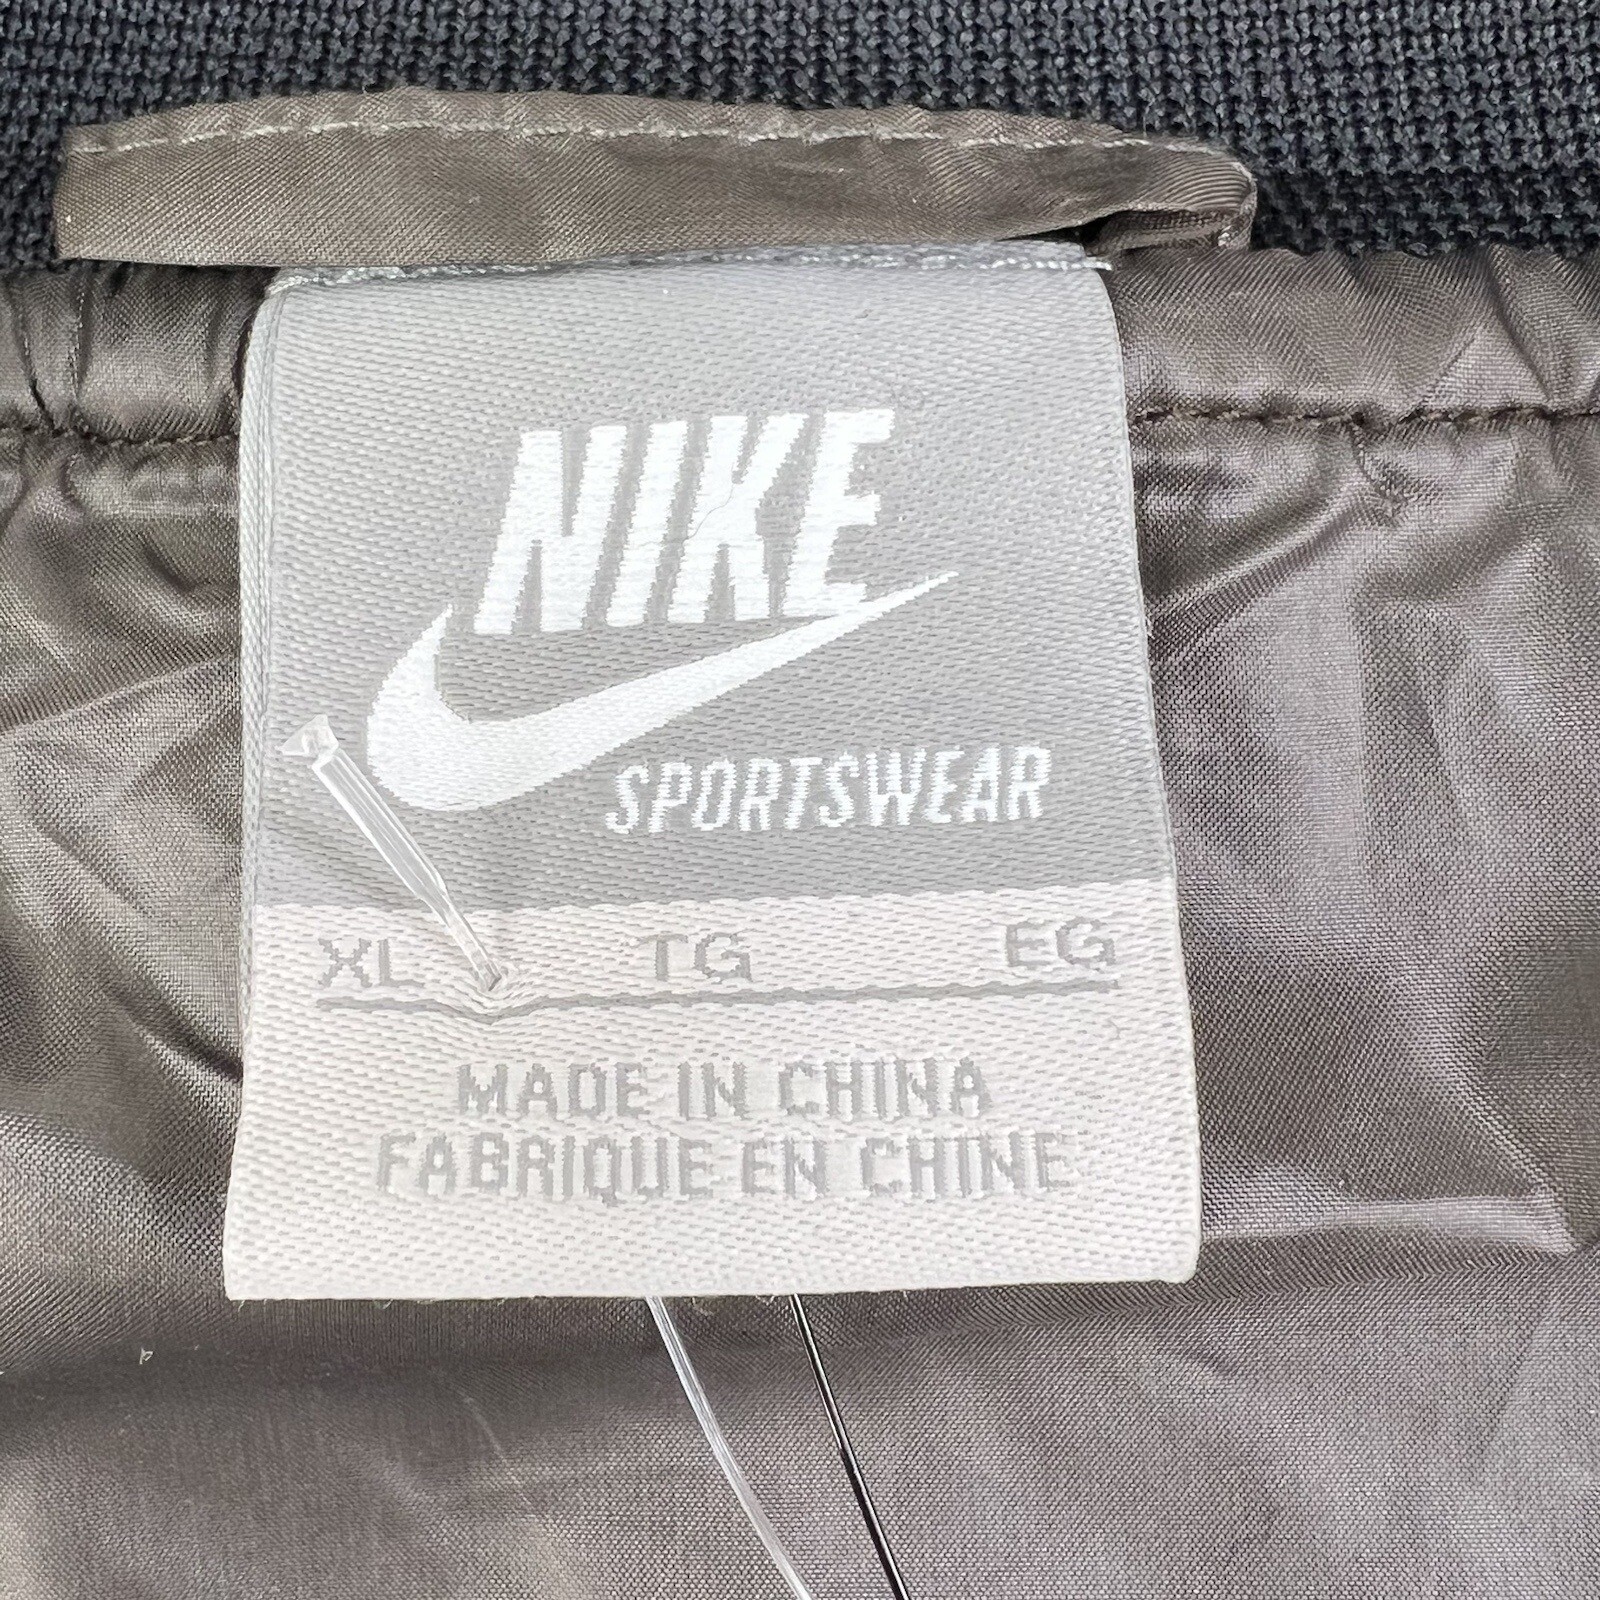 NIKE
SPORTSWEAR
XL TG EG
MADE IN CHINA
FABRIQUE EN CHINE